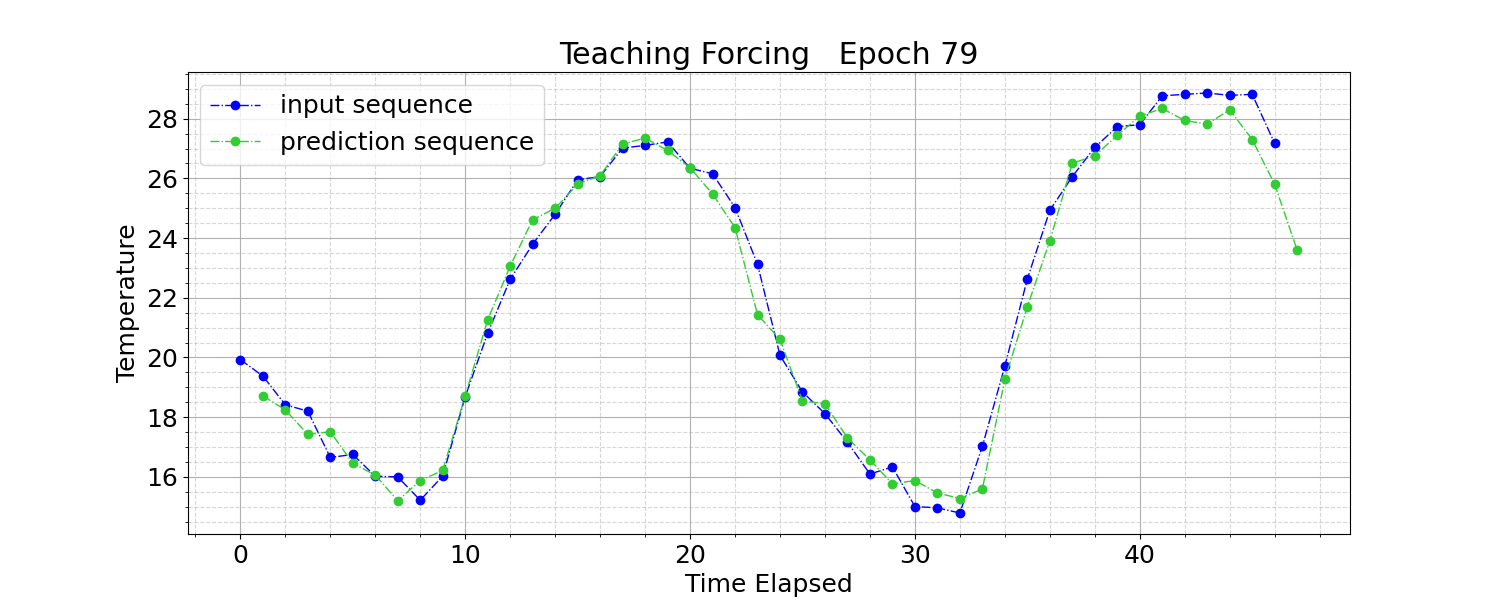 Teaching Forcing   Epoch 79
input sequence
prediction sequence
Temperature
28
26
24
22
20
18
16
0 10 20 30 40
Time Elapsed